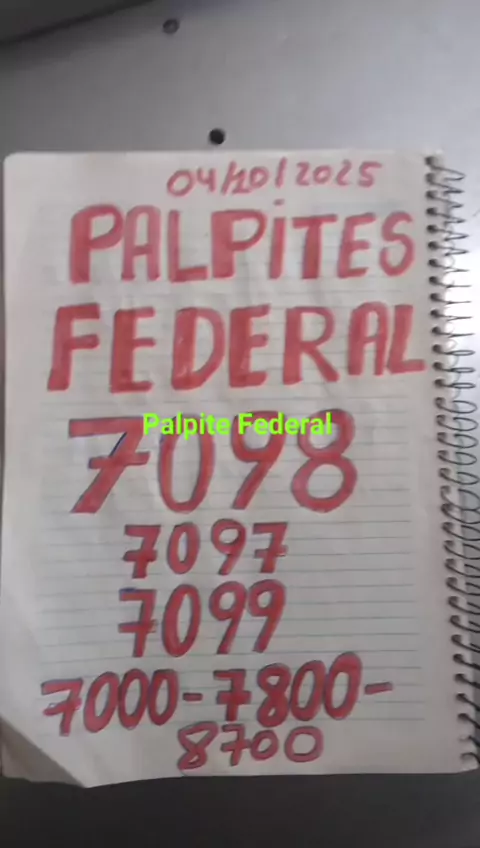 04/10/2025
PALPITES
FEDERAL
Palpite Federal
7098
7097
7099
7000-7800-
8700